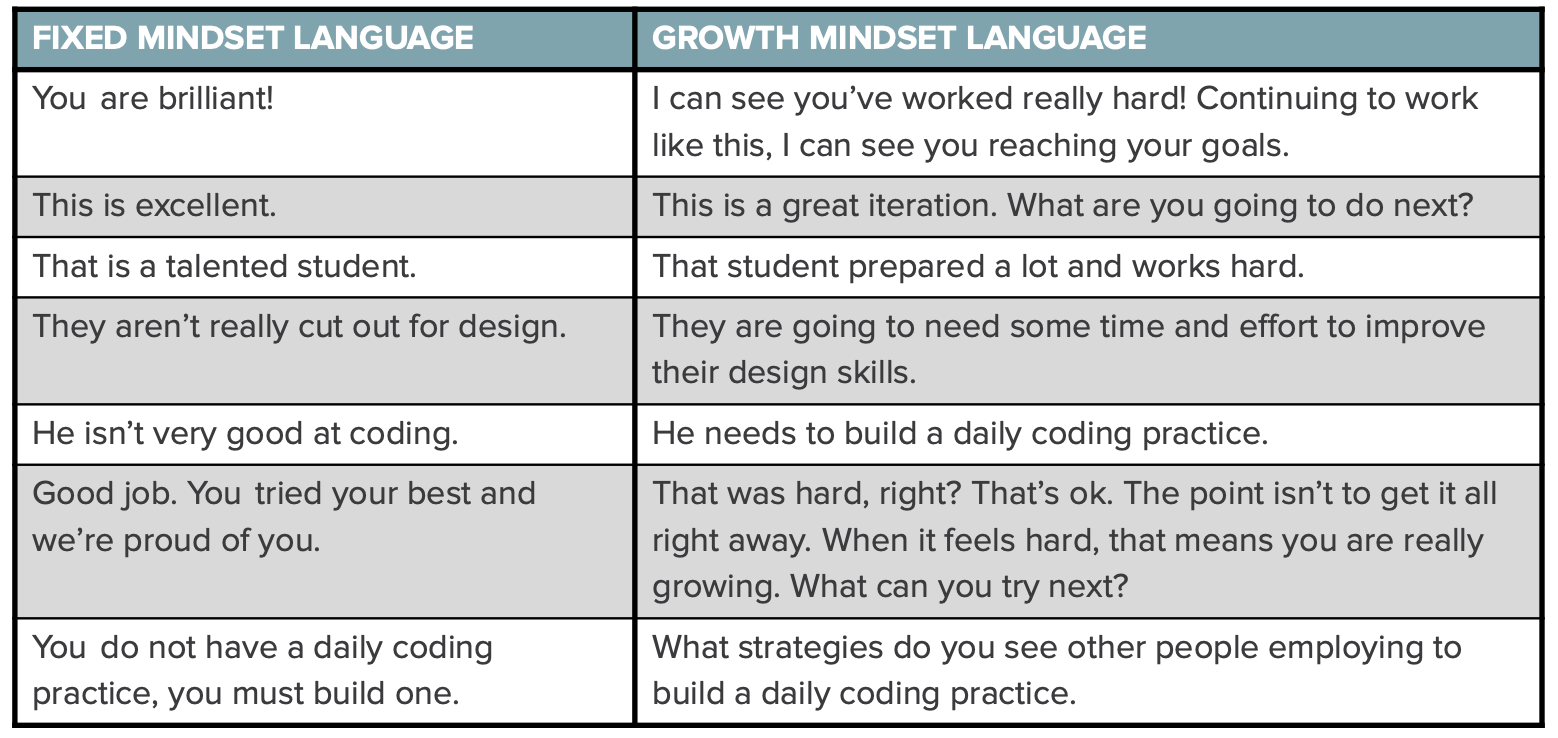 FIXED MINDSET LANGUAGE
GROWTH MINDSET LANGUAGE
You are brilliant!
I can see you’ve worked really hard! Continuing to work
like this, I can see you reaching your goals.
This is excellent.
This is a great iteration. What are you going to do next?
That is a talented student.
That student prepared a lot and works hard.
They aren’t really cut out for design.
They are going to need some time and effort to improve
their design skills.
He isn’t very good at coding.
He needs to build a daily coding practice.
Good job. You tried your best and
we’re proud of you.
That was hard, right? That’s ok. The point isn’t to get it all
right away. When it feels hard, that means you are really
growing. What can you try next?
You do not have a daily coding
practice, you must build one.
What strategies do you see other people employing to
build a daily coding practice.